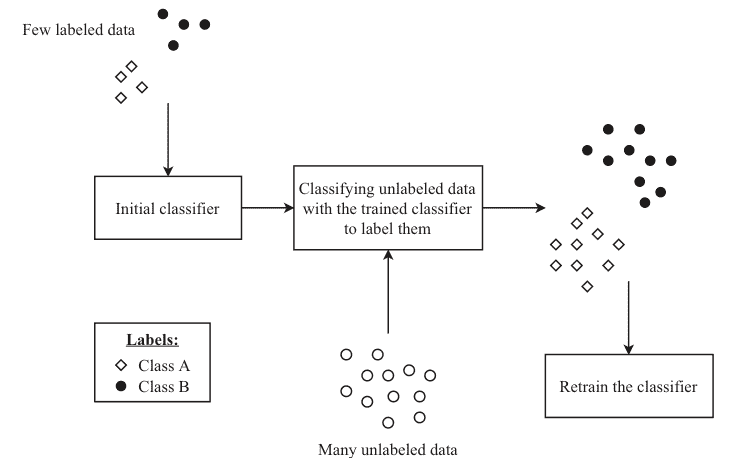 Few labeled data
Initial classifier
Classifying unlabeled data
with the trained classifier
to label them
Labels:
Class A
Class B
Retrain the classifier
Many unlabeled data